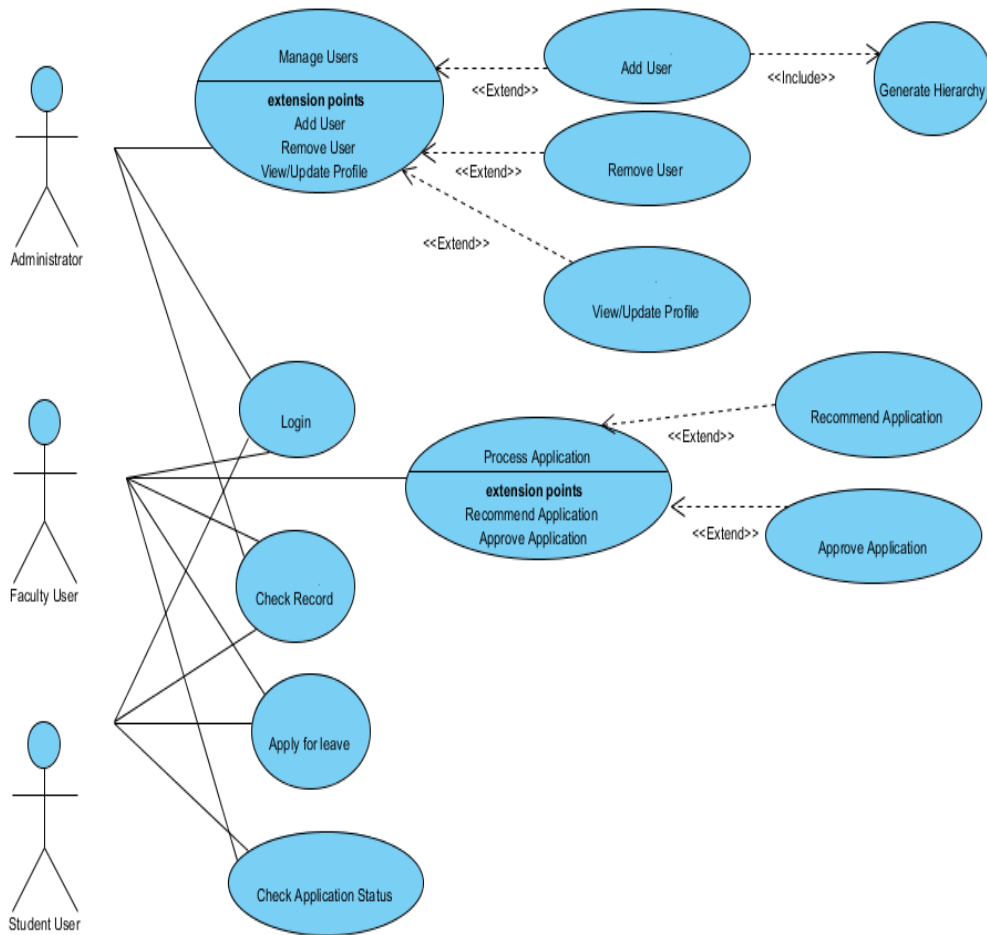 Manage Users
extension points
Add User
Remove User
View/Update Profile
<<Extend>>
Add User
<<Include>>
Generate Hierarchy
<<Extend>>
Remove User
<<Extend>>
View/Update Profile
Administrator
Login
Process Application
extension points
Recommend Application
Approve Application
<<Extend>>
Recommend Application
<<Extend>>
Approve Application
Faculty User
Check Record
Apply for leave
Check Application Status
Student User